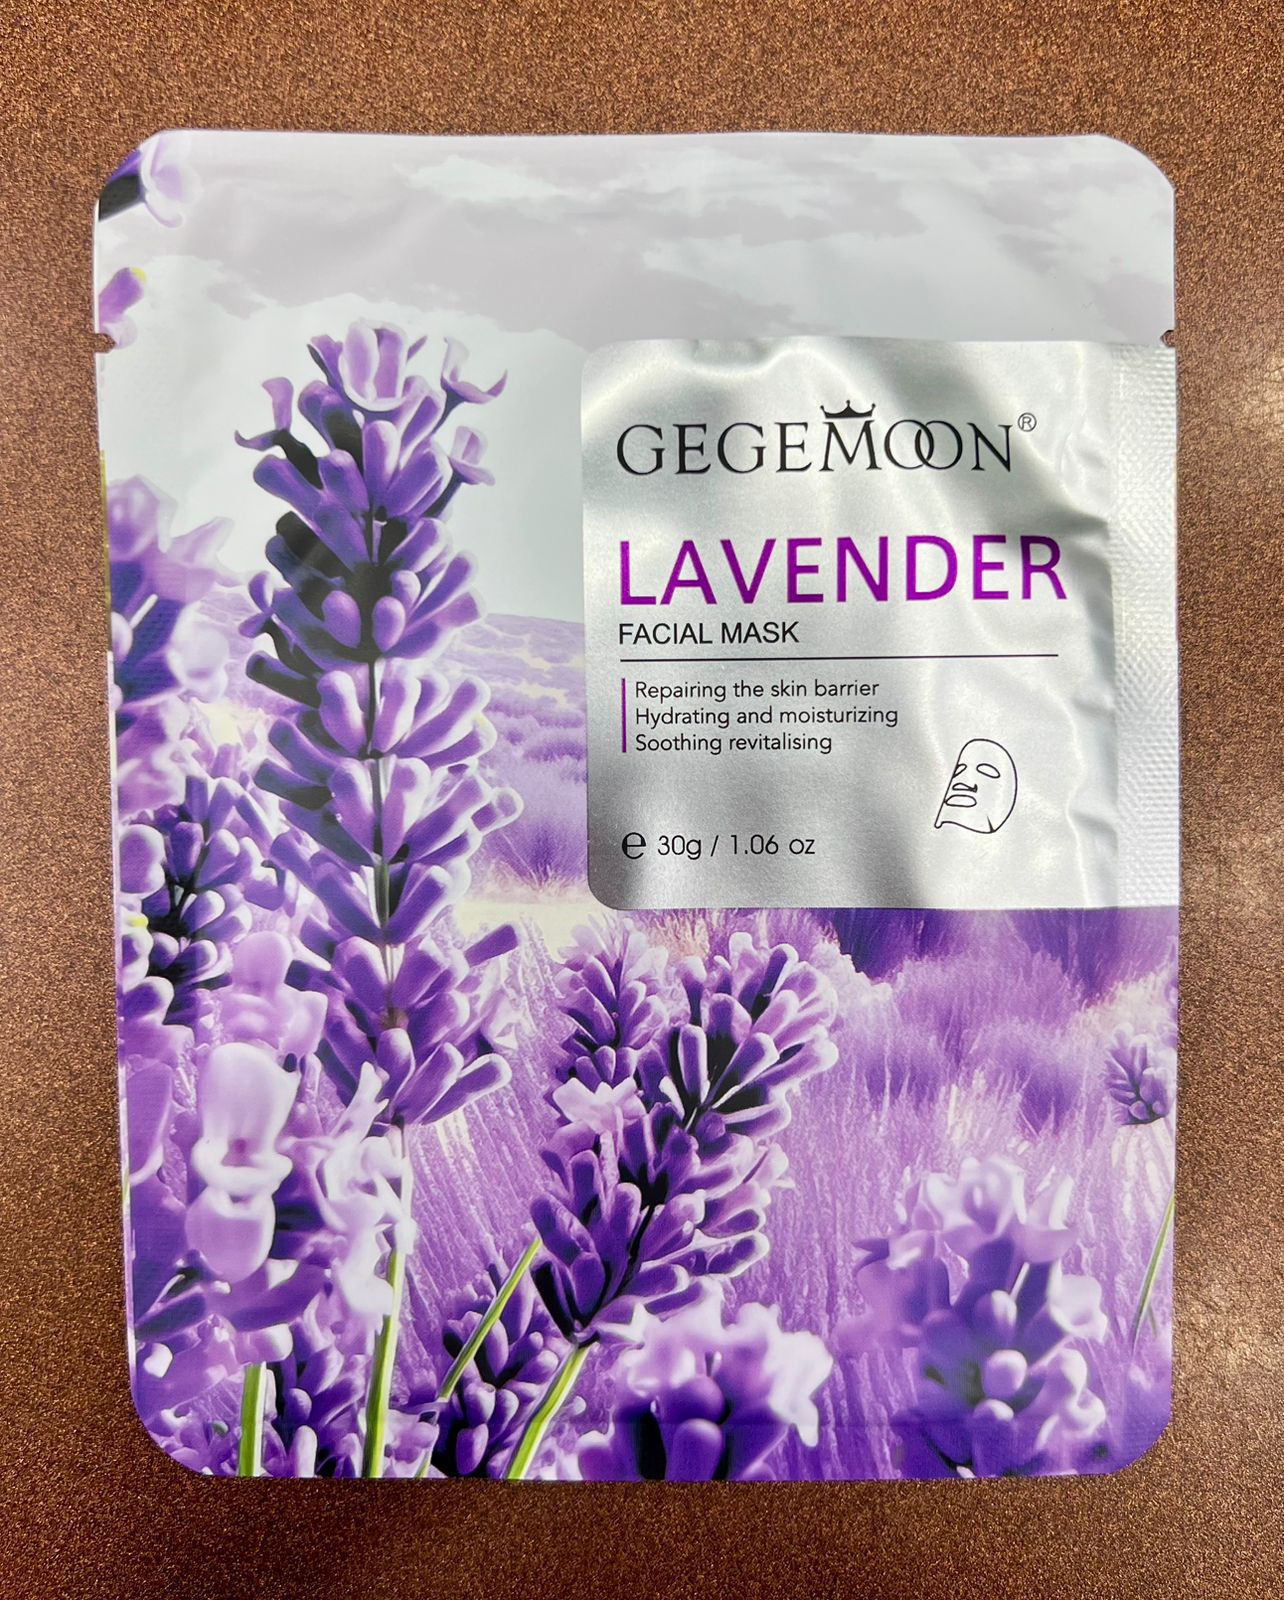 GEGEMOON®
LAVENDER
FACIAL MASK
Repairing the skin barrier
Hydrating and moisturizing
Soothing revitalising
℮ 30g / 1.06 oz